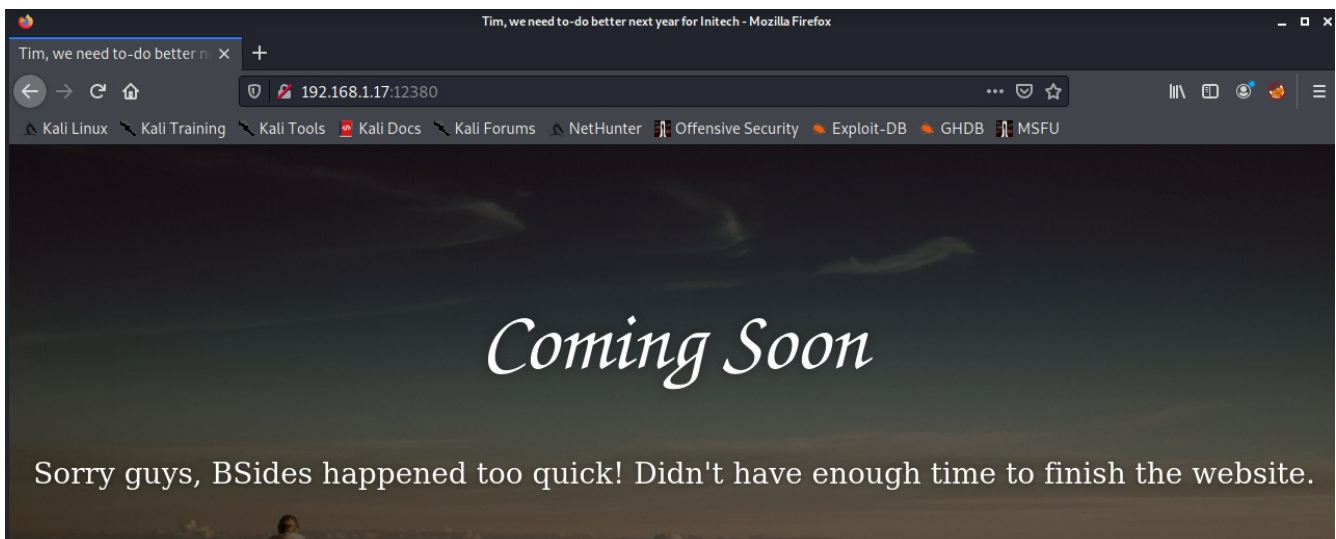 Tim, we need to-do better next year for Initech - Mozilla Firefox
Tim, we need to-do better n
192.168.1.17:12380
Kali Linux Kali Training Kali Tools Kali Docs Kali Forums NetHunter Offensive Security Exploit-DB GHDB MSFU
Coming Soon
Sorry guys, BSides happened too quick! Didn't have enough time to finish the website.